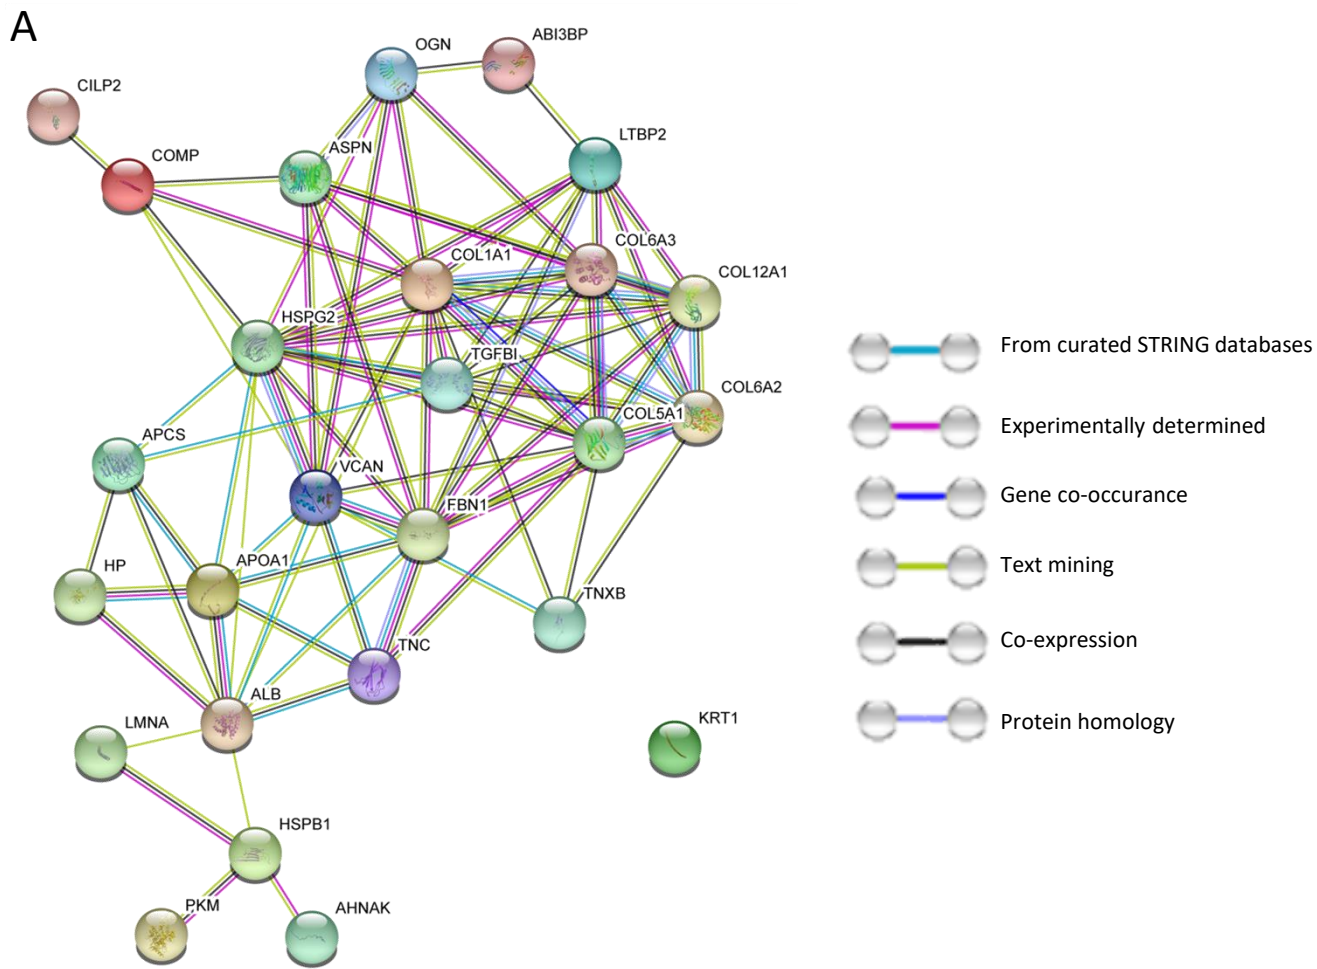 A
OGN
ABI3BP
CILP2
LTBP2
COMP
ASPN
COL6A3
COL1A1
COL12A1
HSPG2
TGFBI
COL6A2
COL5A1
APCS
VCAN
FBN1
HP
APOA1
TNXB
TNC
ALB
LMNA
KRT1
HSPB1
PKM
AHNAK
From curated STRING databases
Experimentally determined
Gene co-occurance
Text mining
Co-expression
Protein homology